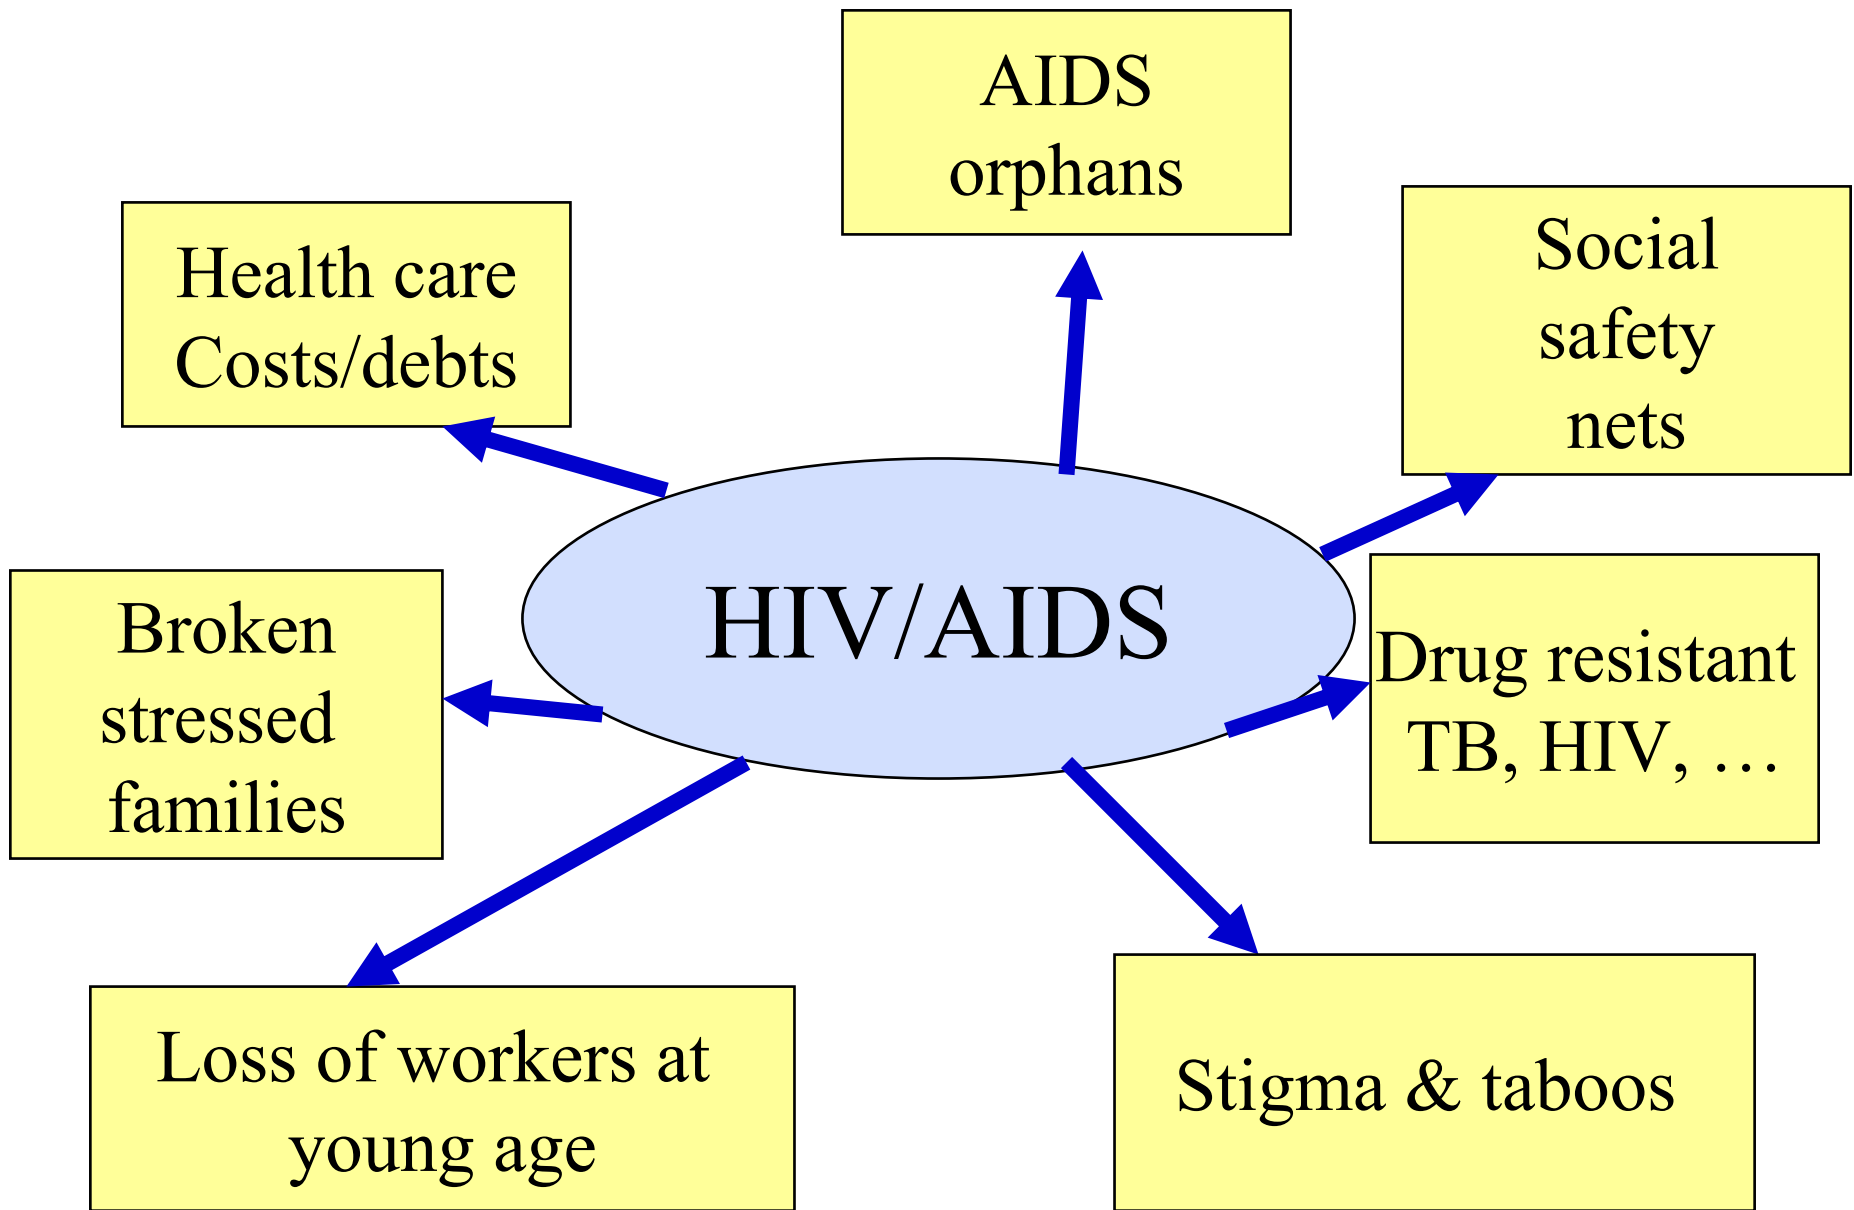 AIDS
orphans
Health care
Costs/debts
Social
safety
nets
HIV/AIDS
Broken
stressed
families
Drug resistant
TB, HIV, …
Loss of workers at
young age
Stigma & taboos